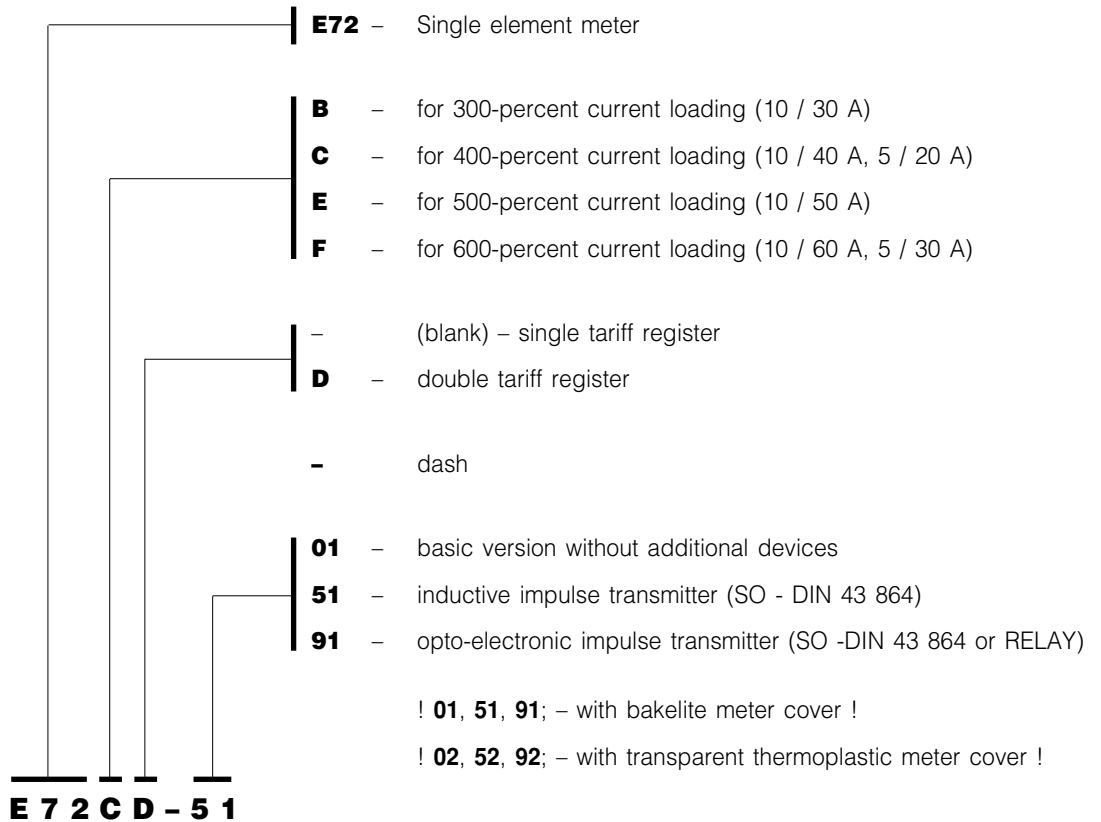 E72 – Single element meter
B – for 300-percent current loading (10 / 30 A)
C – for 400-percent current loading (10 / 40 A, 5 / 20 A)
E – for 500-percent current loading (10 / 50 A)
F – for 600-percent current loading (10 / 60 A, 5 / 30 A)
– (blank) – single tariff register
D – double tariff register
– dash
01 – basic version without additional devices
51 – inductive impulse transmitter (SO - DIN 43 864)
91 – opto-electronic impulse transmitter (SO -DIN 43 864 or RELAY)
! 01, 51, 91; – with bakelite meter cover !
! 02, 52, 92; – with transparent thermoplastic meter cover !
E 7 2 C D – 5 1